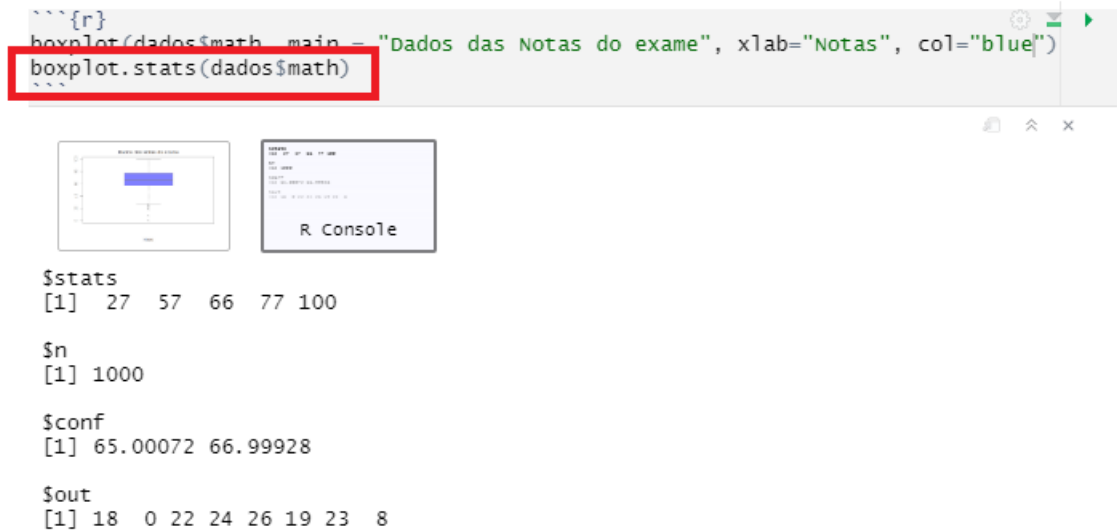 ```{r}
boxplot(dados$math, main = "Dados das Notas do exame", xlab="Notas", col="blue")
boxplot.stats(dados$math)
```
R Console
$stats
[1]  27  57  66  77 100

$n
[1] 1000

$conf
[1] 65.00072 66.99928

$out
[1] 18  0 22 24 26 19 23  8